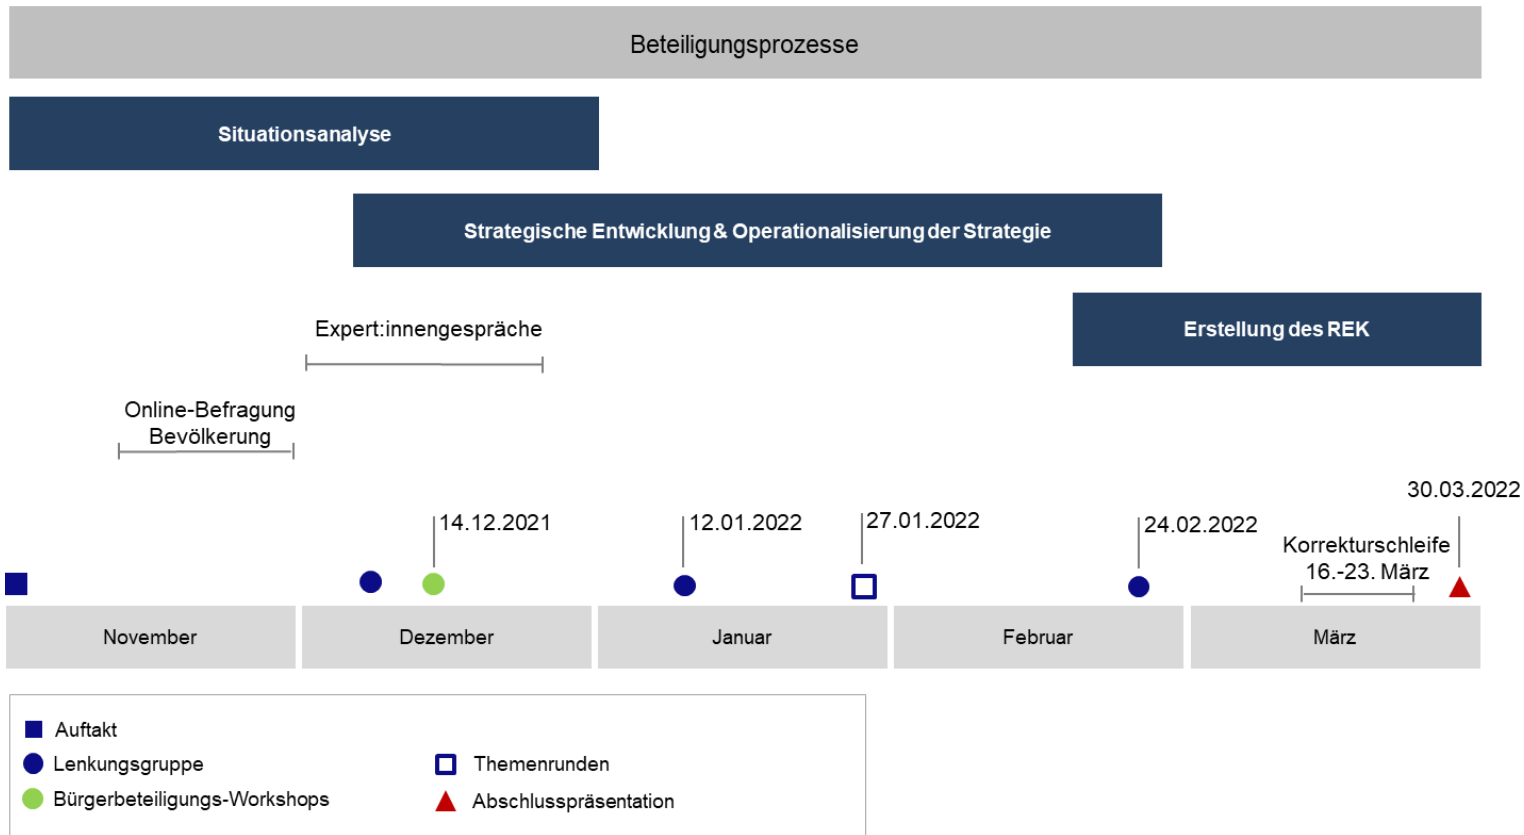 Beteiligungsprozesse
Situationsanalyse
Strategische Entwicklung & Operationalisierung der Strategie
Erstellung des REK
Expert:innengespräche
Online-Befragung
Bevölkerung
14.12.2021
12.01.2022
27.01.2022
24.02.2022
30.03.2022
Korrekturschleife
16.-23. März
November
Dezember
Januar
Februar
März
Auftakt
Lenkungsgruppe
Bürgerbeteiligungs-Workshops
Themenrunden
Abschlusspräsentation